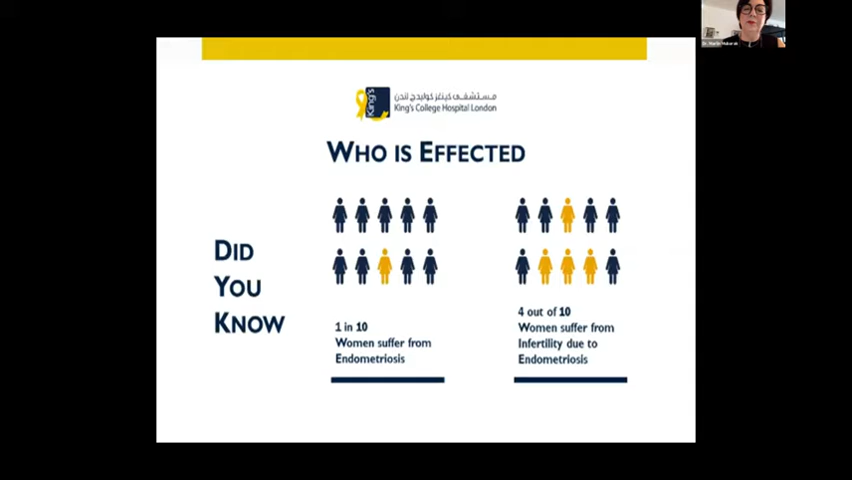 King's
مستشفى كينغز كوليدج لندن
King's College Hospital London
WHO IS EFFECTED
DID
YOU
KNOW
1 in 10
Women suffer from
Endometriosis
4 out of 10
Women suffer from
Infertility due to
Endometriosis